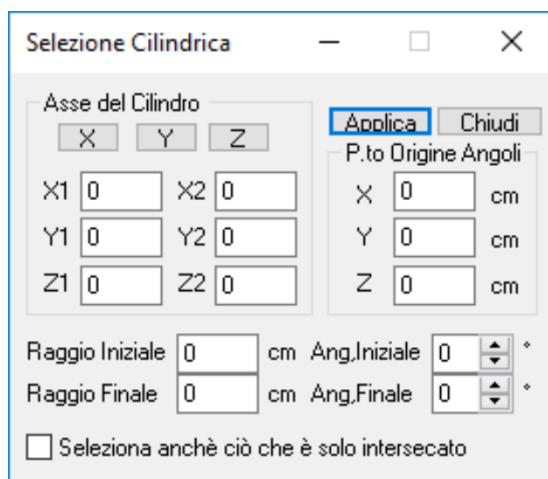 Selezione Cilindrica
Asse del Cilindro
X Y Z
Applica Chiudi
P.to Origine Angoli
X1 0 X2 0 X 0 cm
Y1 0 Y2 0 Y 0 cm
Z1 0 Z2 0 Z 0 cm
Raggio Iniziale 0 cm Ang,Iniziale 0 °
Raggio Finale 0 cm Ang,Finale 0 °
Seleziona anchè ciò che è solo intersecato